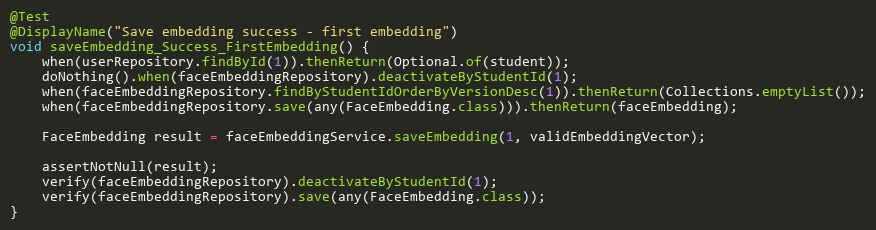 @Test
@DisplayName("Save embedding success - first embedding")
void saveEmbedding_Success_FirstEmbedding() {
    when(userRepository.findById(1)).thenReturn(Optional.of(student));
    doNothing().when(faceEmbeddingRepository).deactivateByStudentId(1);
    when(faceEmbeddingRepository.findByStudentIdOrderByVersionDesc(1)).thenReturn(Collections.emptyList());
    when(faceEmbeddingRepository.save(any(FaceEmbedding.class))).thenReturn(faceEmbedding);

    FaceEmbedding result = faceEmbeddingService.saveEmbedding(1, validEmbeddingVector);

    assertNotNull(result);
    verify(faceEmbeddingRepository).deactivateByStudentId(1);
    verify(faceEmbeddingRepository).save(any(FaceEmbedding.class));
}